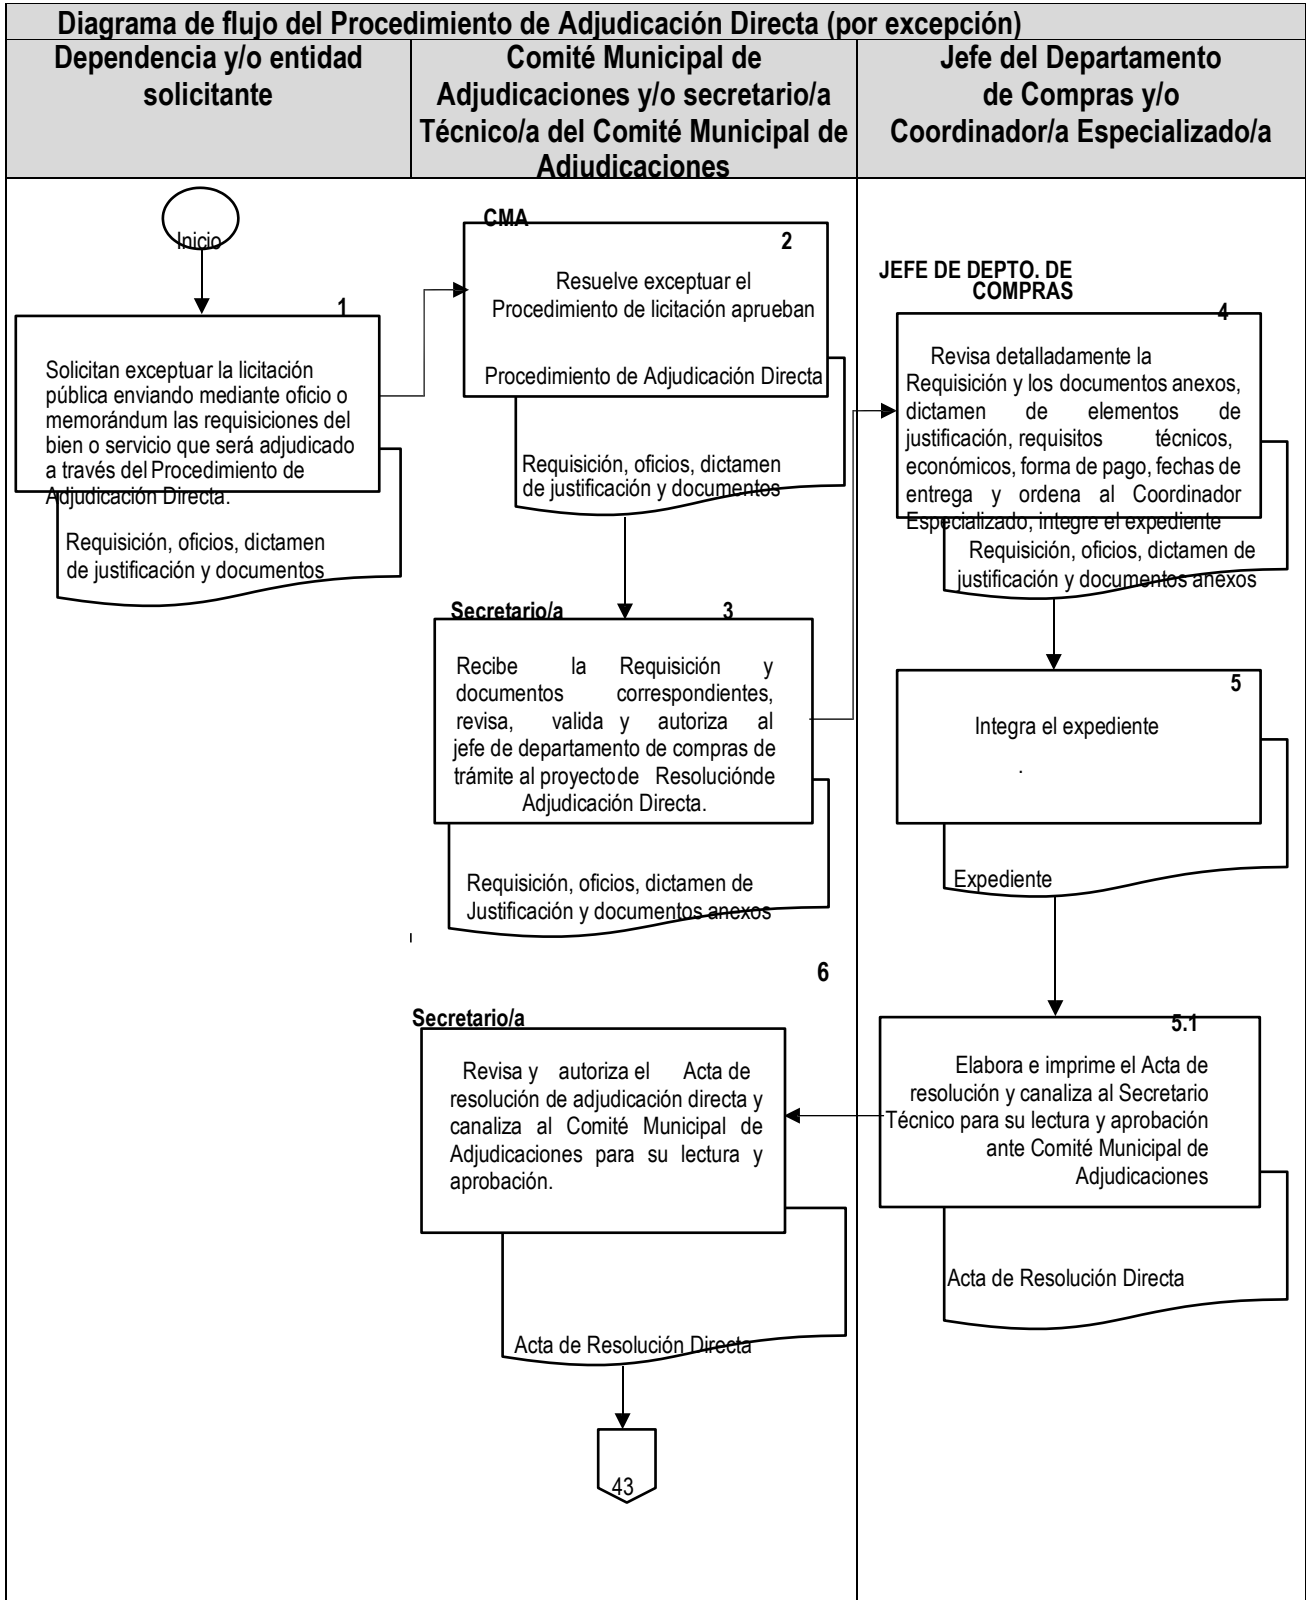 Diagrama de flujo del Procedimiento de Adjudicación Directa (por excepción)
Dependencia y/o entidad
solicitante
Comité Municipal de
Adjudicaciones y/o secretario/a
Técnico/a del Comité Municipal de
Adjudicaciones
Jefe del Departamento
de Compras y/o
Coordinador/a Especializado/a
Inicio
1
Solicitan exceptuar la licitación
pública enviando mediante oficio o
memorándum las requisiciones del
bien o servicio que será adjudicado
a través del Procedimiento de
Adjudicación Directa.
Requisición, oficios, dictamen
de justificación y documentos
CMA
2
Resuelve exceptuar el
Procedimiento de licitación aprueban
Procedimiento de Adjudicación Directa
Requisición, oficios, dictamen
de justificación y documentos
Secretario/a
3
Recibe la Requisición y
documentos correspondientes,
revisa, valida y autoriza al
jefe de departamento de compras de
trámite al proyectode Resoluciónde
Adjudicación Directa.
Requisición, oficios, dictamen de
Justificación y documentos anexos
JEFE DE DEPTO. DE
COMPRAS
4
Revisa detalladamente la
Requisición y los documentos anexos,
dictamen de elementos de
justificación, requisitos técnicos,
económicos, forma de pago, fechas de
entrega y ordena al Coordinador
Especializado, integre el expediente
Requisición, oficios, dictamen de
justificación y documentos anexos
5
Integra el expediente
.
Expediente
5.1
Elabora e imprime el Acta de
resolución y canaliza al Secretario
Técnico para su lectura y aprobación
ante Comité Municipal de
Adjudicaciones
Acta de Resolución Directa
6
Secretario/a
Revisa y autoriza el Acta de
resolución de adjudicación directa y
canaliza al Comité Municipal de
Adjudicaciones para su lectura y
aprobación.
Acta de Resolución Directa
43